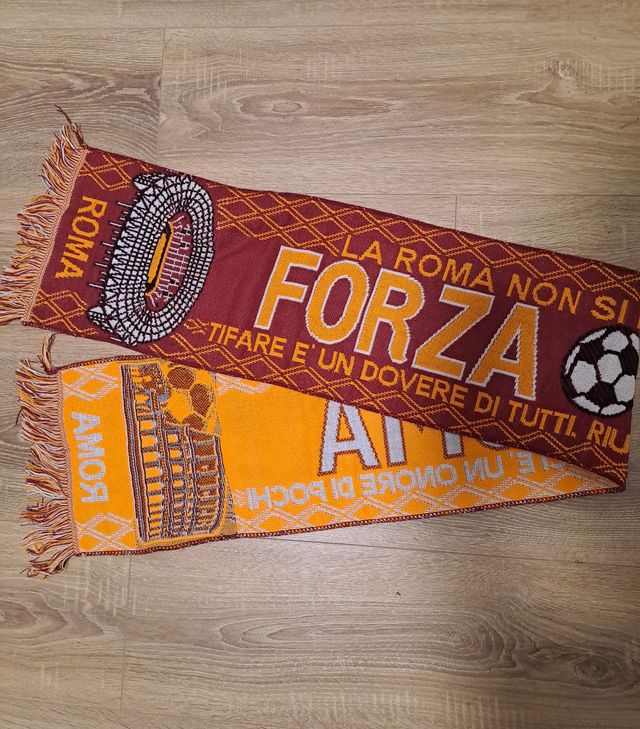 ROMA
LA ROMA NON SI
FORZA
TIFARE E' UN DOVERE DI TUTTI. RIU
ROMA
E' UN ONORE DI POCHI